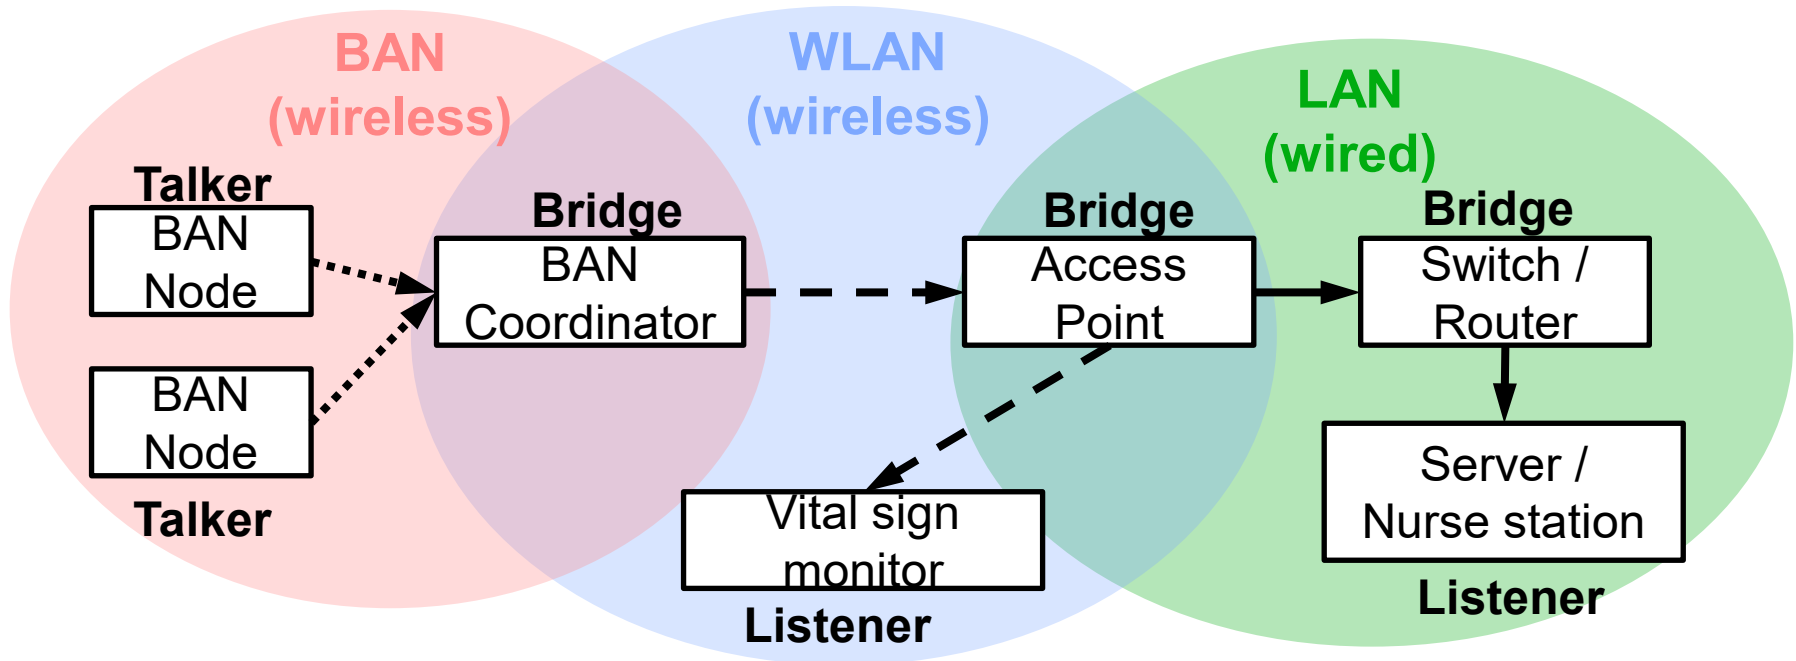 BAN
(wireless)
WLAN
(wireless)
LAN
(wired)
Talker
BAN
Node
BAN
Node
Talker
Bridge
BAN
Coordinator
Bridge
Access
Point
Bridge
Switch /
Router
Vital sign
monitor
Listener
Server /
Nurse station
Listener